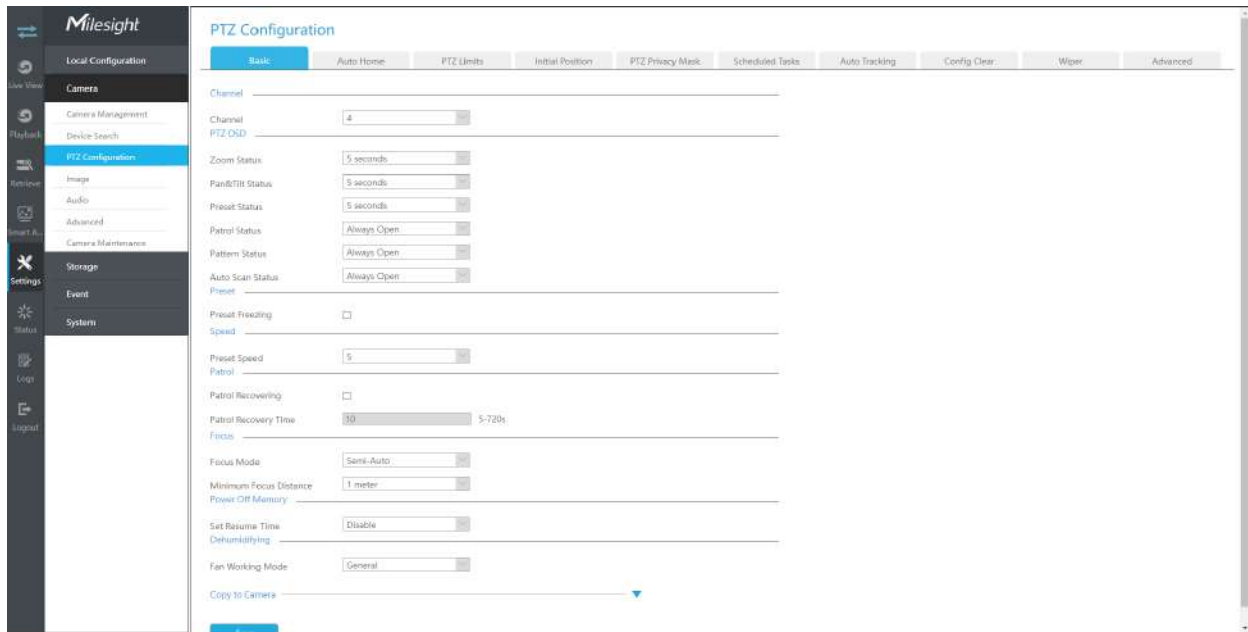 Milesight
Live View
Playback
Retrieve
Smart A...
Settings
Status
Logs
Logout
Local Configuration
Camera
Camera Management
Device Search
PTZ Configuration
Image
Audio
Advanced
Camera Maintenance
Storage
Event
System
PTZ Configuration
Basic Auto Home PTZ Limits Initial Position PTZ Privacy Mask Scheduled Tasks Auto Tracking Config Clear Wiper Advanced
Channel
Channel 4
PTZ OSD
Zoom Status 5 seconds
Pan&Tilt Status 5 seconds
Preset Status 5 seconds
Patrol Status Always Open
Pattern Status Always Open
Auto Scan Status Always Open
Preset
Preset Freezing
Speed
Preset Speed 5
Patrol
Patrol Recovering
Patrol Recovery Time 10 5-720s
Focus
Focus Mode Semi-Auto
Minimum Focus Distance 1 meter
Power Off Memory
Set Resume Time Disable
Dehumidifying
Fan Working Mode General
Copy to Camera